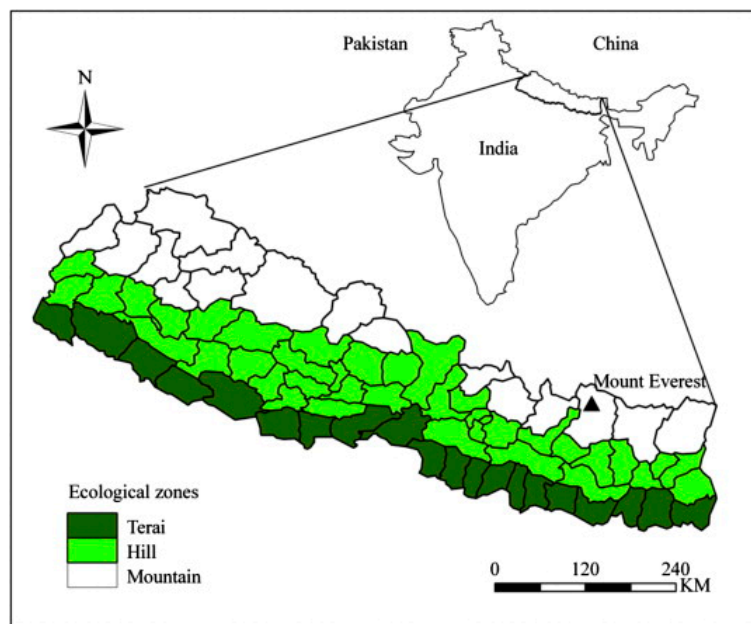 Pakistan
China
N
India
Mount Everest
Ecological zones
Terai
Hill
Mountain
0 120 240
KM